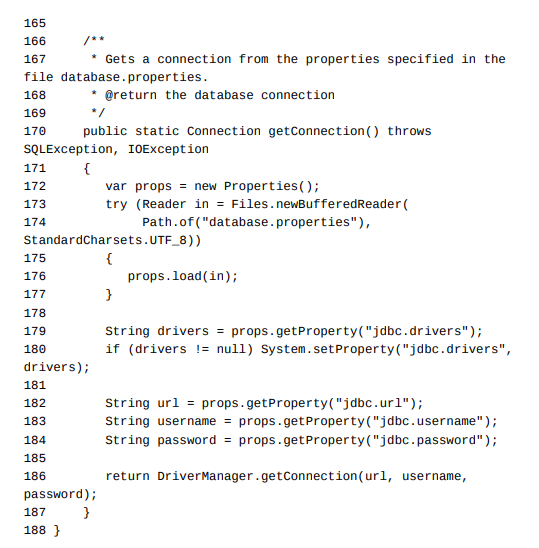 165
166     /**
167      * Gets a connection from the properties specified in the
file database.properties.
168      * @return the database connection
169      */
170     public static Connection getConnection() throws
SQLException, IOException
171     {
172        var props = new Properties();
173        try (Reader in = Files.newBufferedReader(
174             Path.of("database.properties"),
StandardCharsets.UTF_8))
175        {
176           props.load(in);
177        }
178
179        String drivers = props.getProperty("jdbc.drivers");
180        if (drivers != null) System.setProperty("jdbc.drivers",
drivers);
181
182        String url = props.getProperty("jdbc.url");
183        String username = props.getProperty("jdbc.username");
184        String password = props.getProperty("jdbc.password");
185
186        return DriverManager.getConnection(url, username,
password);
187     }
188 }